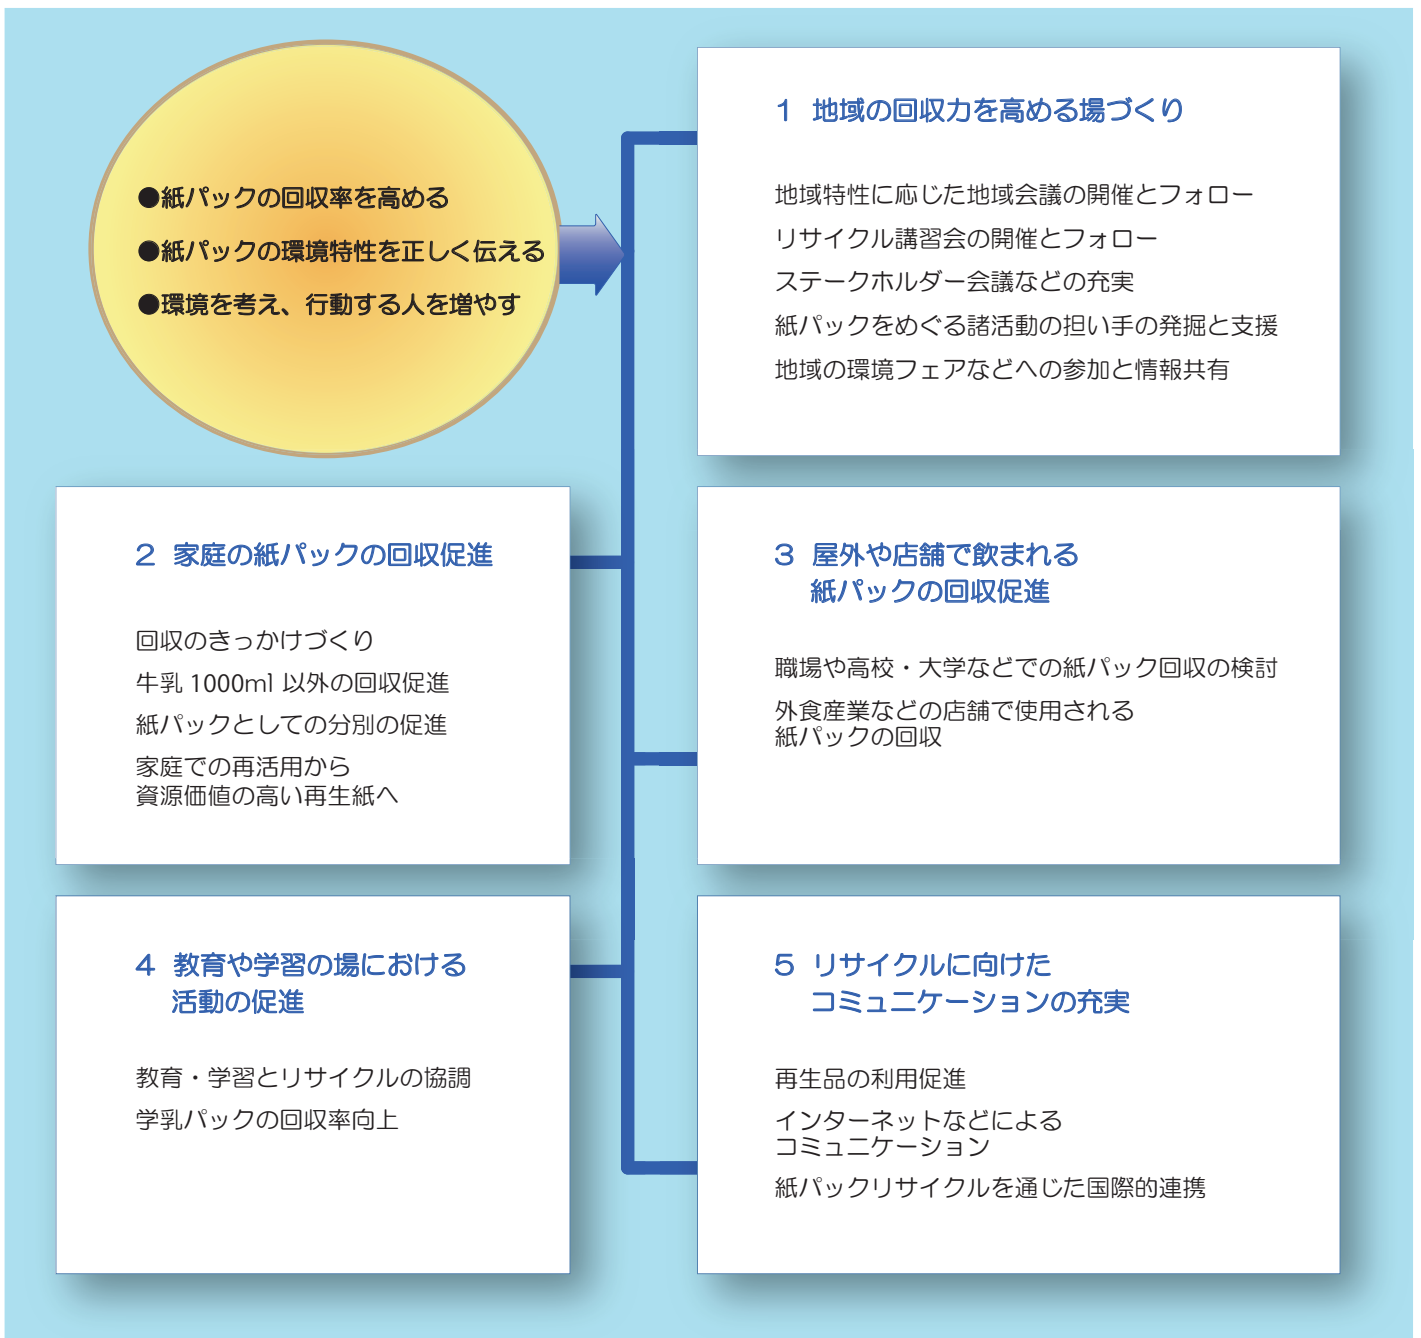 ●紙パックの回収率を高める
●紙パックの環境特性を正しく伝える
●環境を考え、行動する人を増やす
1 地域の回収力を高める場づくり
地域特性に応じた地域会議の開催とフォロー
リサイクル講習会の開催とフォロー
ステークホルダー会議などの充実
紙パックをめぐる諸活動の担い手の発掘と支援
地域の環境フェアなどへの参加と情報共有
2 家庭の紙パックの回収促進
回収のきっかけづくり
牛乳 1000ml 以外の回収促進
紙パックとしての分別の促進
家庭での再活用から
資源価値の高い再生紙へ
3 屋外や店舗で飲まれる
紙パックの回収促進
職場や高校・大学などでの紙パック回収の検討
外食産業などの店舗で使用される
紙パックの回収
4 教育や学習の場における
活動の促進
教育・学習とリサイクルの協調
学乳パックの回収率向上
5 リサイクルに向けた
コミュニケーションの充実
再生品の利用促進
インターネットなどによる
コミュニケーション
紙パックリサイクルを通じた国際的連携